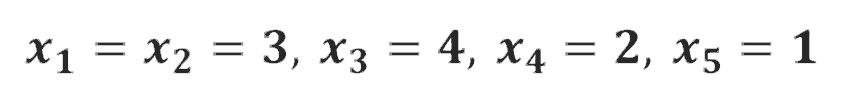 x₁ = x₂ = 3, x₃ = 4, x₄ = 2, x₅ = 1